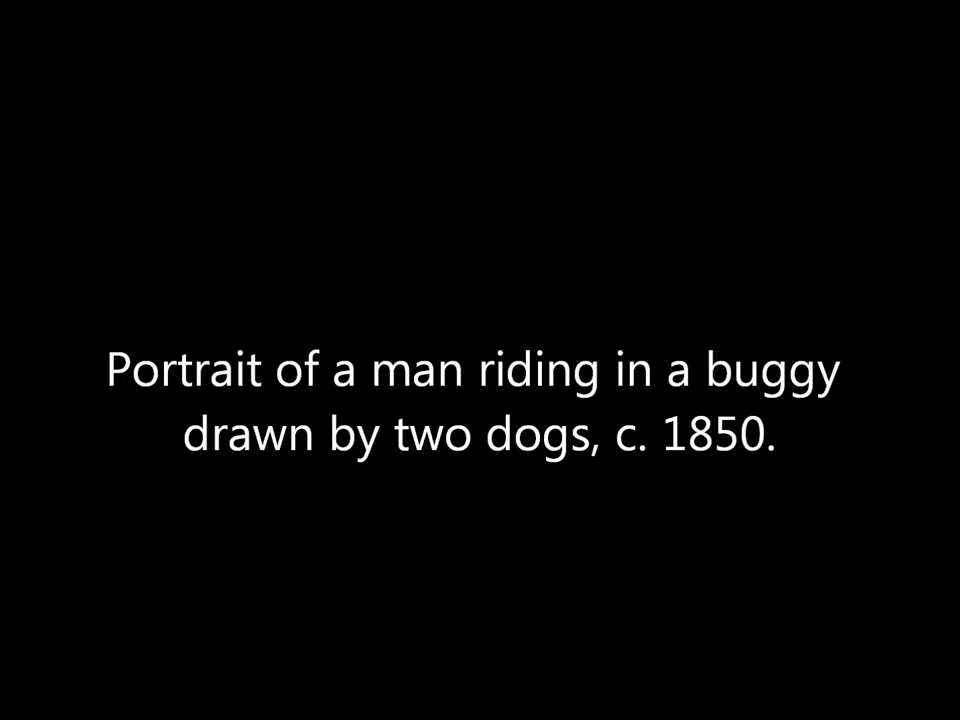 Portrait of a man riding in a buggy
drawn by two dogs, c. 1850.